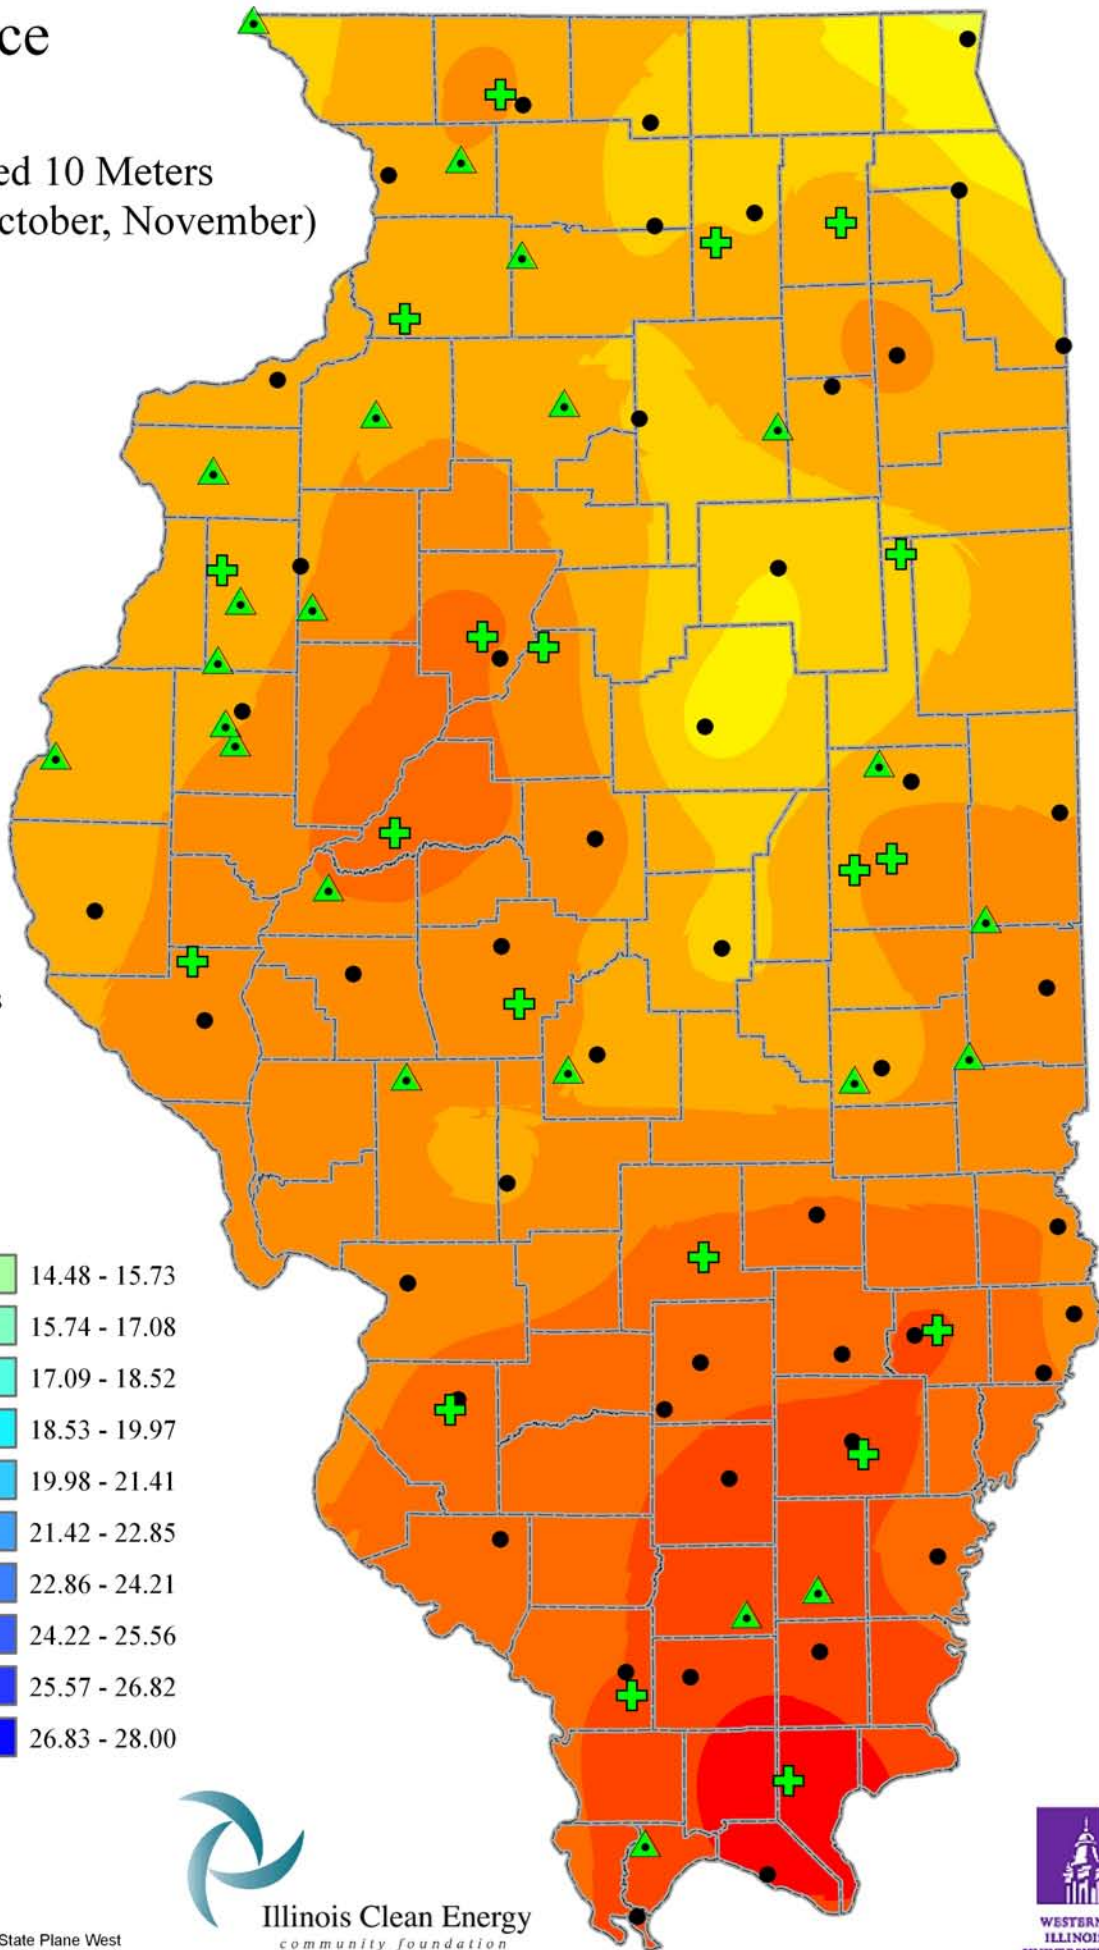 ce
ed 10 Meters
ctober, November)
s
14.48 - 15.73
15.74 - 17.08
17.09 - 18.52
18.53 - 19.97
19.98 - 21.41
21.42 - 22.85
22.86 - 24.21
24.22 - 25.56
25.57 - 26.82
26.83 - 28.00
Illinois Clean Energy
community foundation
State Plane West
WESTERN
ILLINOIS